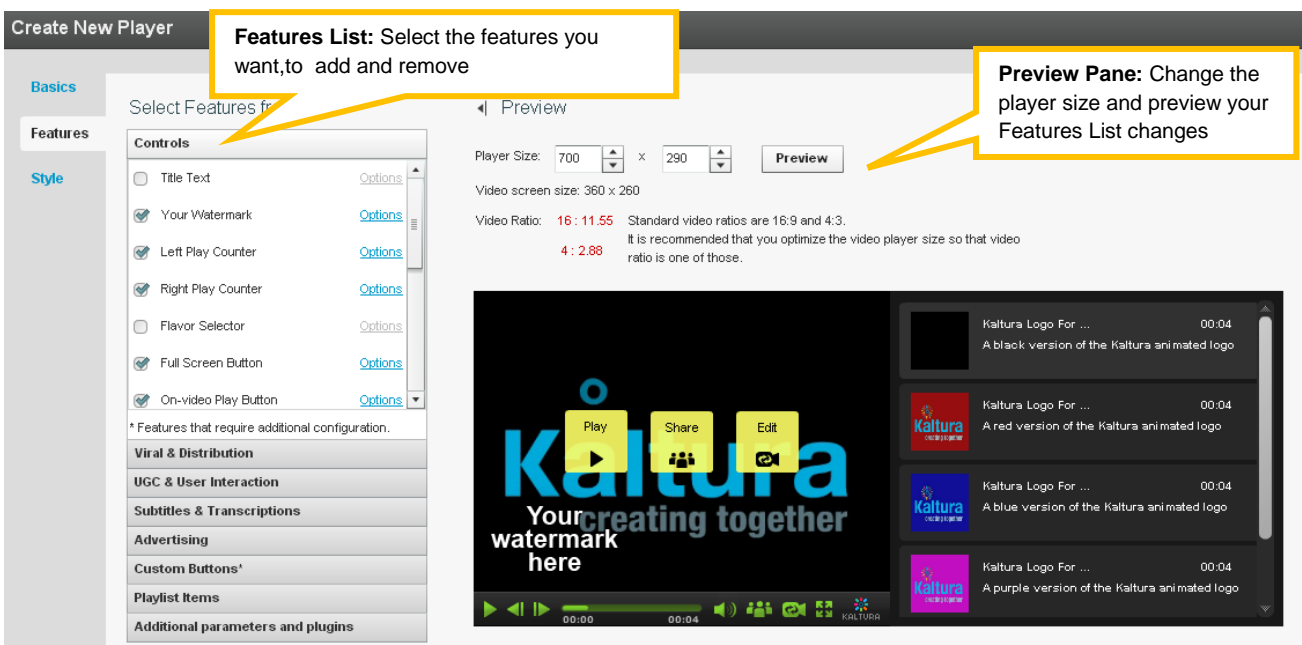 Create New Player
Features List: Select the features you
want,to add and remove
Preview Pane: Change the
player size and preview your
Features List changes
Basics
Features
Style
Select Features fr
Controls
Title Text Options
Your Watermark Options
Left Play Counter Options
Right Play Counter Options
Flavor Selector Options
Full Screen Button Options
On-video Play Button Options
* Features that require additional configuration.
Viral & Distribution
UGC & User Interaction
Subtitles & Transcriptions
Advertising
Custom Buttons*
Playlist Items
Additional parameters and plugins
Preview
Player Size: 700 x 290 Preview
Video screen size: 360 x 260
Video Ratio: 16 : 11.55 Standard video ratios are 16:9 and 4:3.
4 : 2.88 It is recommended that you optimize the video player size so that video
ratio is one of those.
Play Share Edit
Kaltura
creating together
Your
watermark
here
00:00 00:04 KALTURA
Kaltura Logo For ... 00:04
A black version of the Kaltura animated logo
Kaltura Logo For ... 00:04
A red version of the Kaltura animated logo
Kaltura
creating together
Kaltura Logo For ... 00:04
A blue version of the Kaltura animated logo
Kaltura
creating together
Kaltura Logo For ... 00:04
A purple version of the Kaltura animated logo
Kaltura
creating together